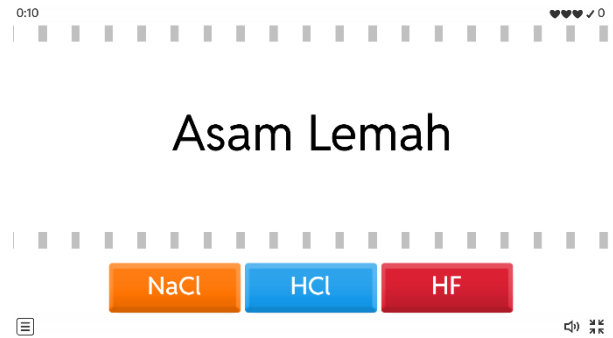 0:10
♥♥♥ ✓ 0
Asam Lemah
NaCl
HCl
HF